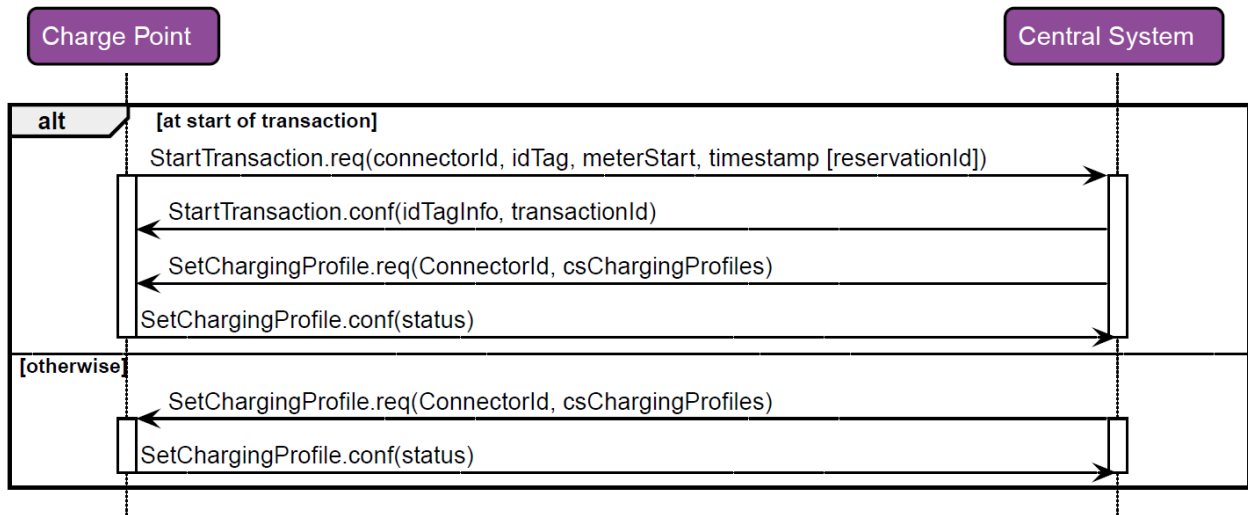 Charge Point
Central System
alt
[at start of transaction]
StartTransaction.req(connectorId, idTag, meterStart, timestamp [reservationId])
StartTransaction.conf(idTagInfo, transactionId)
SetChargingProfile.req(ConnectorId, csChargingProfiles)
SetChargingProfile.conf(status)
[otherwise]
SetChargingProfile.req(ConnectorId, csChargingProfiles)
SetChargingProfile.conf(status)